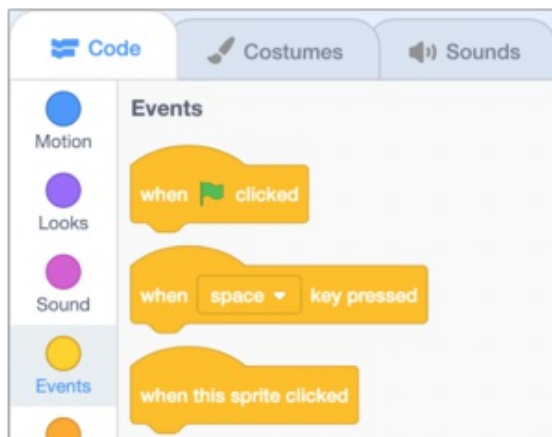 Code
Costumes
Sounds
Motion
Looks
Sound
Events
Events
when clicked
when space key pressed
when this sprite clicked